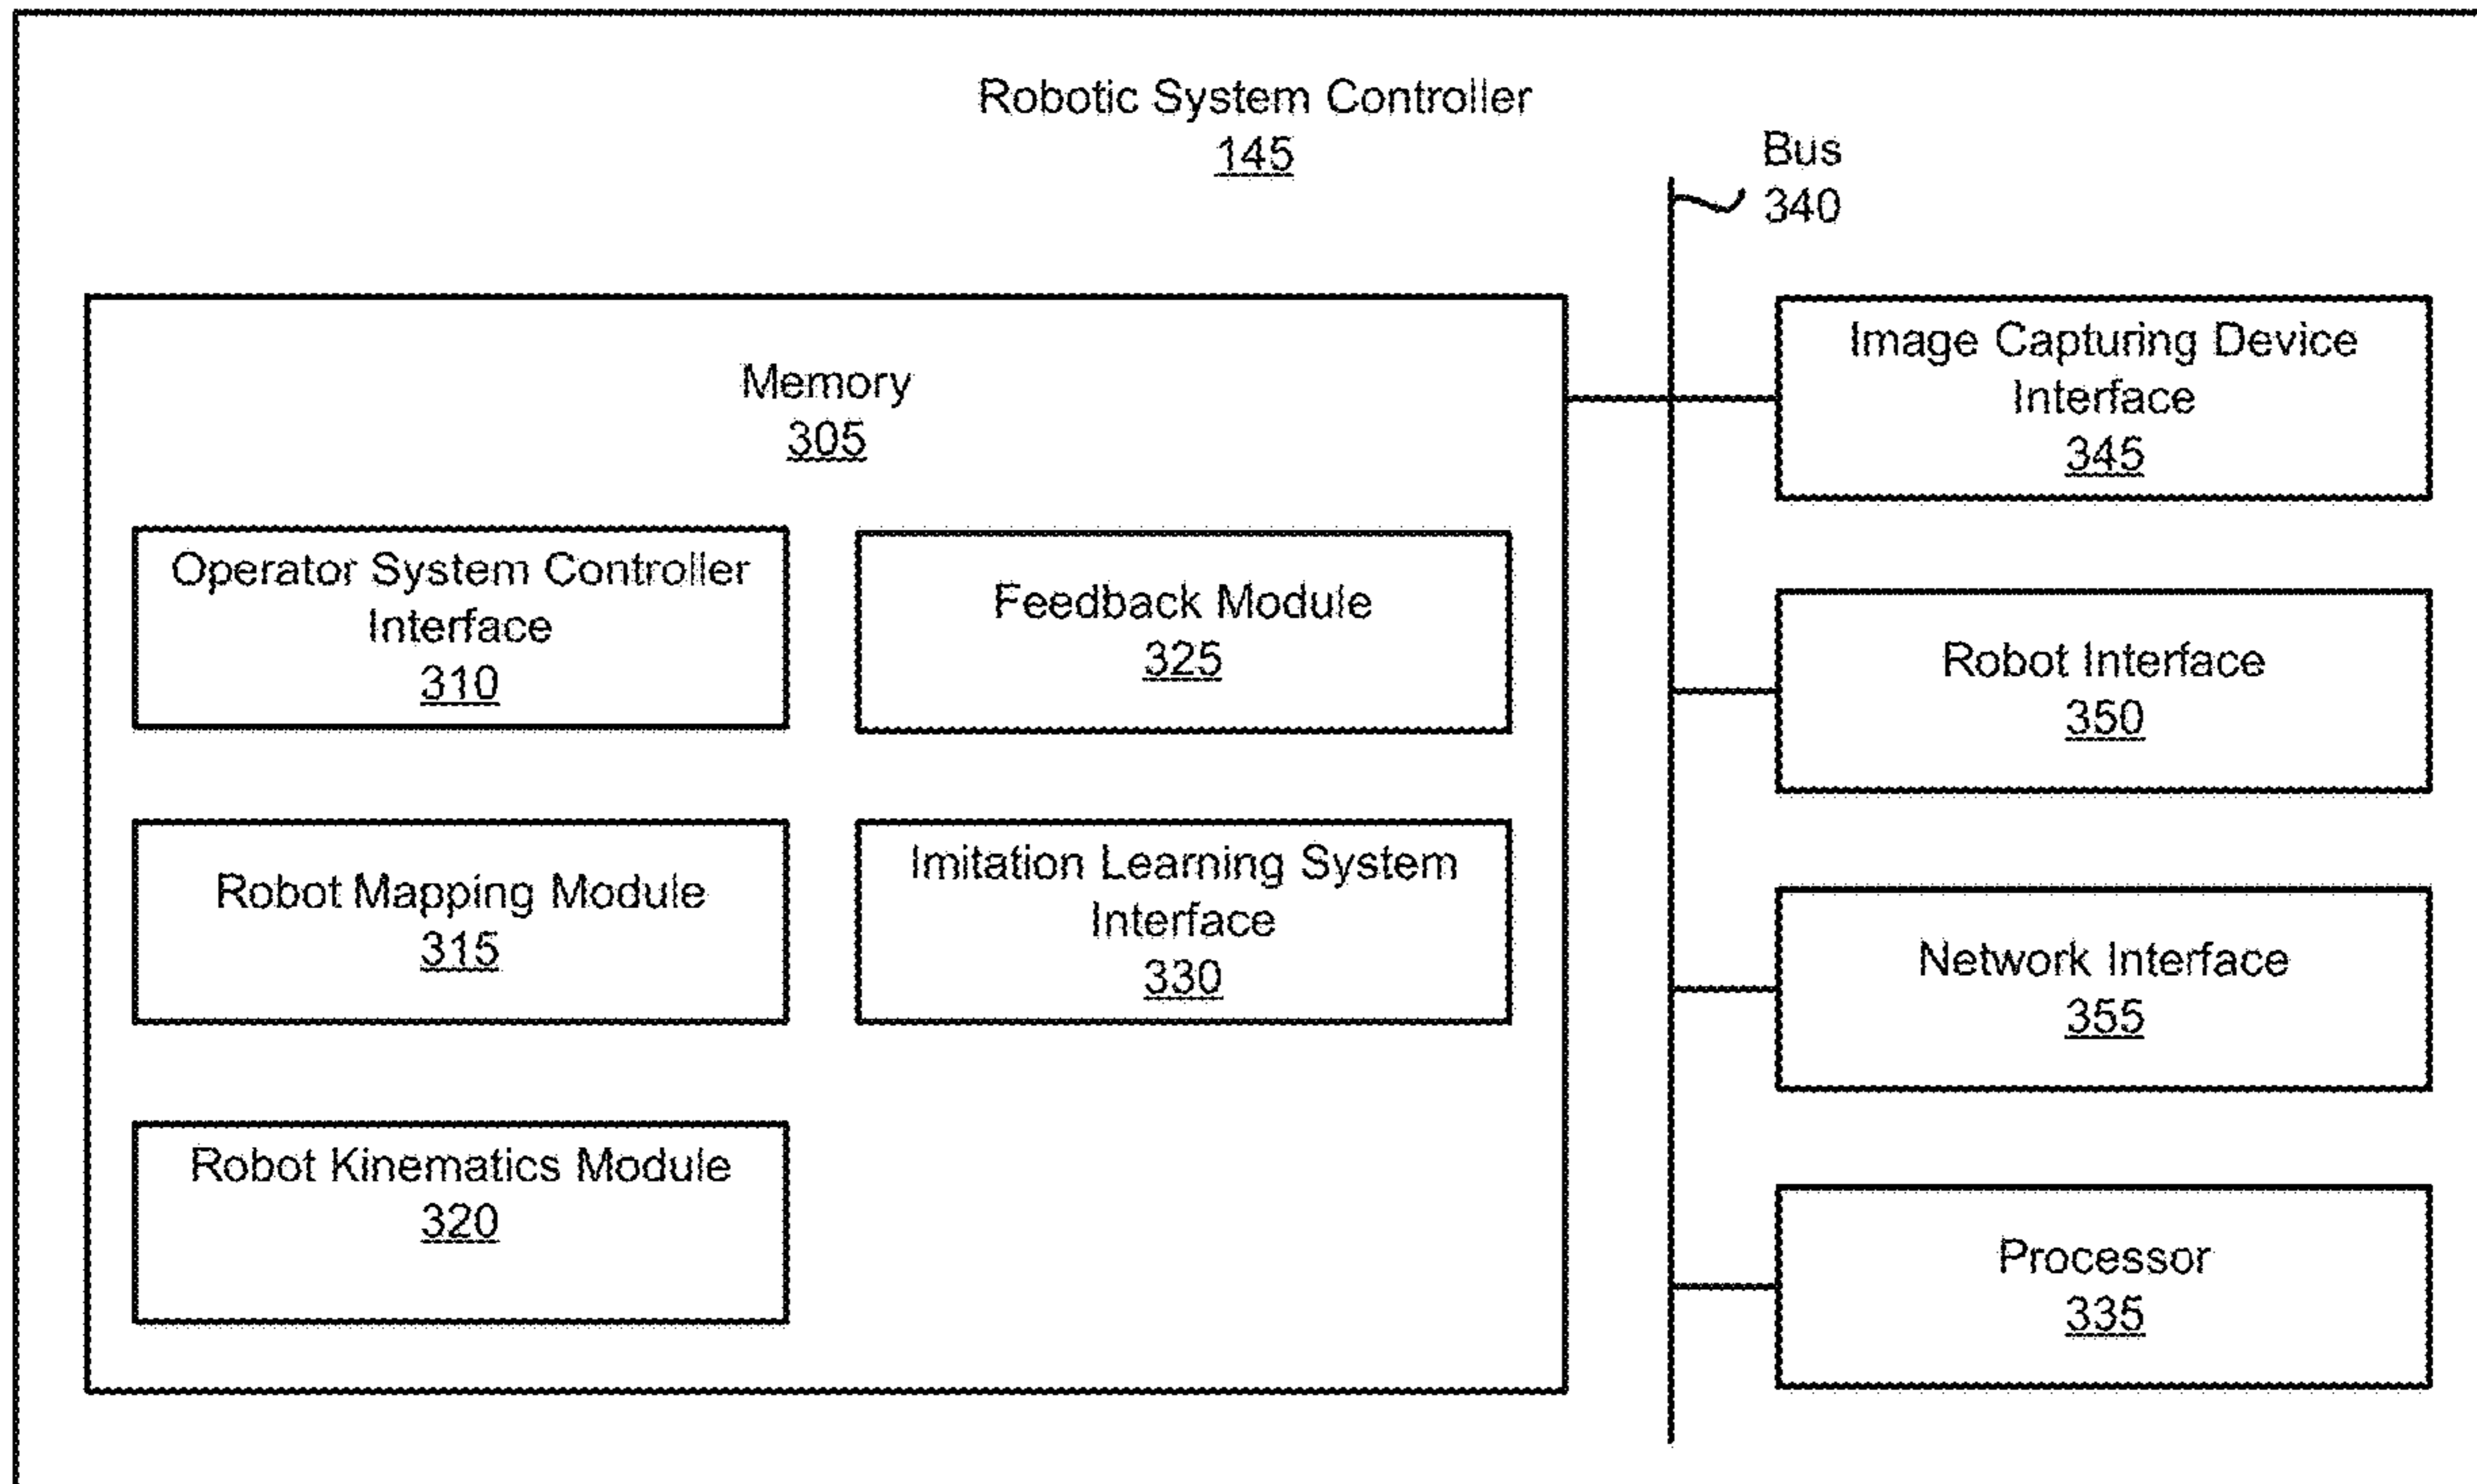 Robotic System Controller
145
Bus
340
Memory
305
Operator System Controller
Interface
310
Feedback Module
325
Robot Mapping Module
315
Imitation Learning System
Interface
330
Robot Kinematics Module
320
Image Capturing Device
Interface
345
Robot Interface
350
Network Interface
355
Processor
335